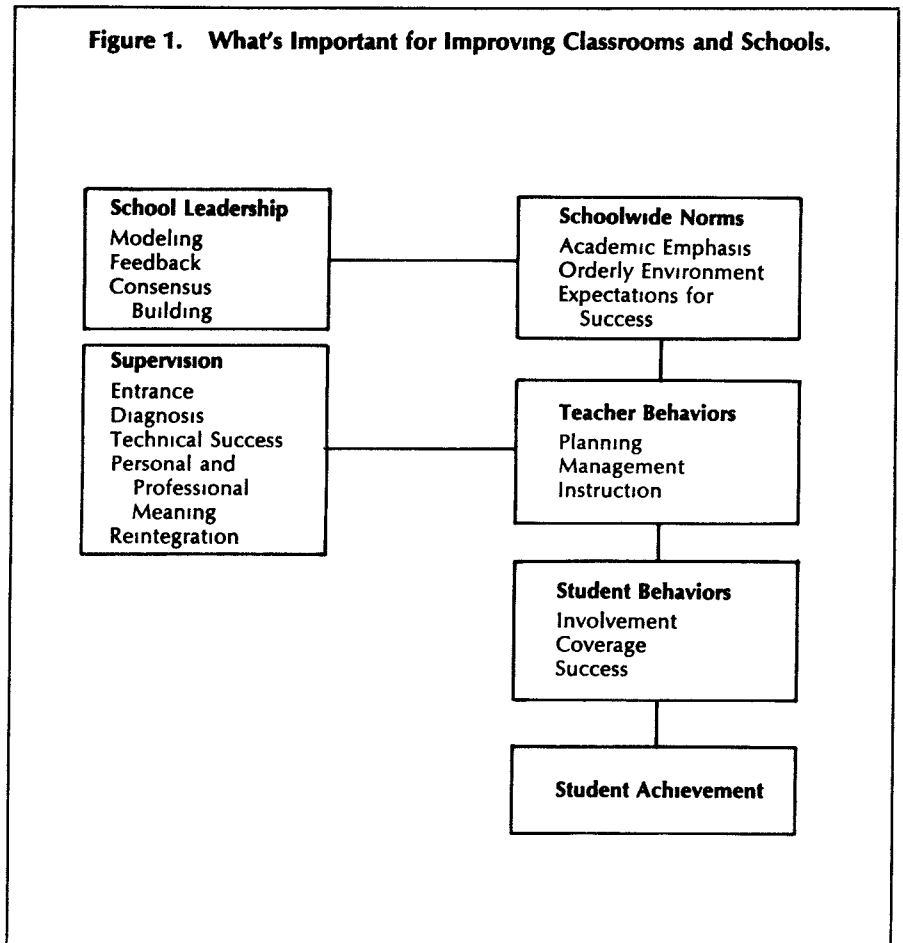 Figure 1. What's Important for Improving Classrooms and Schools.
School Leadership
Modeling
Feedback
Consensus
Building
Schoolwide Norms
Academic Emphasis
Orderly Environment
Expectations for
Success
Supervision
Entrance
Diagnosis
Technical Success
Personal and
Professional
Meaning
Reintegration
Teacher Behaviors
Planning
Management
Instruction
Student Behaviors
Involvement
Coverage
Success
Student Achievement